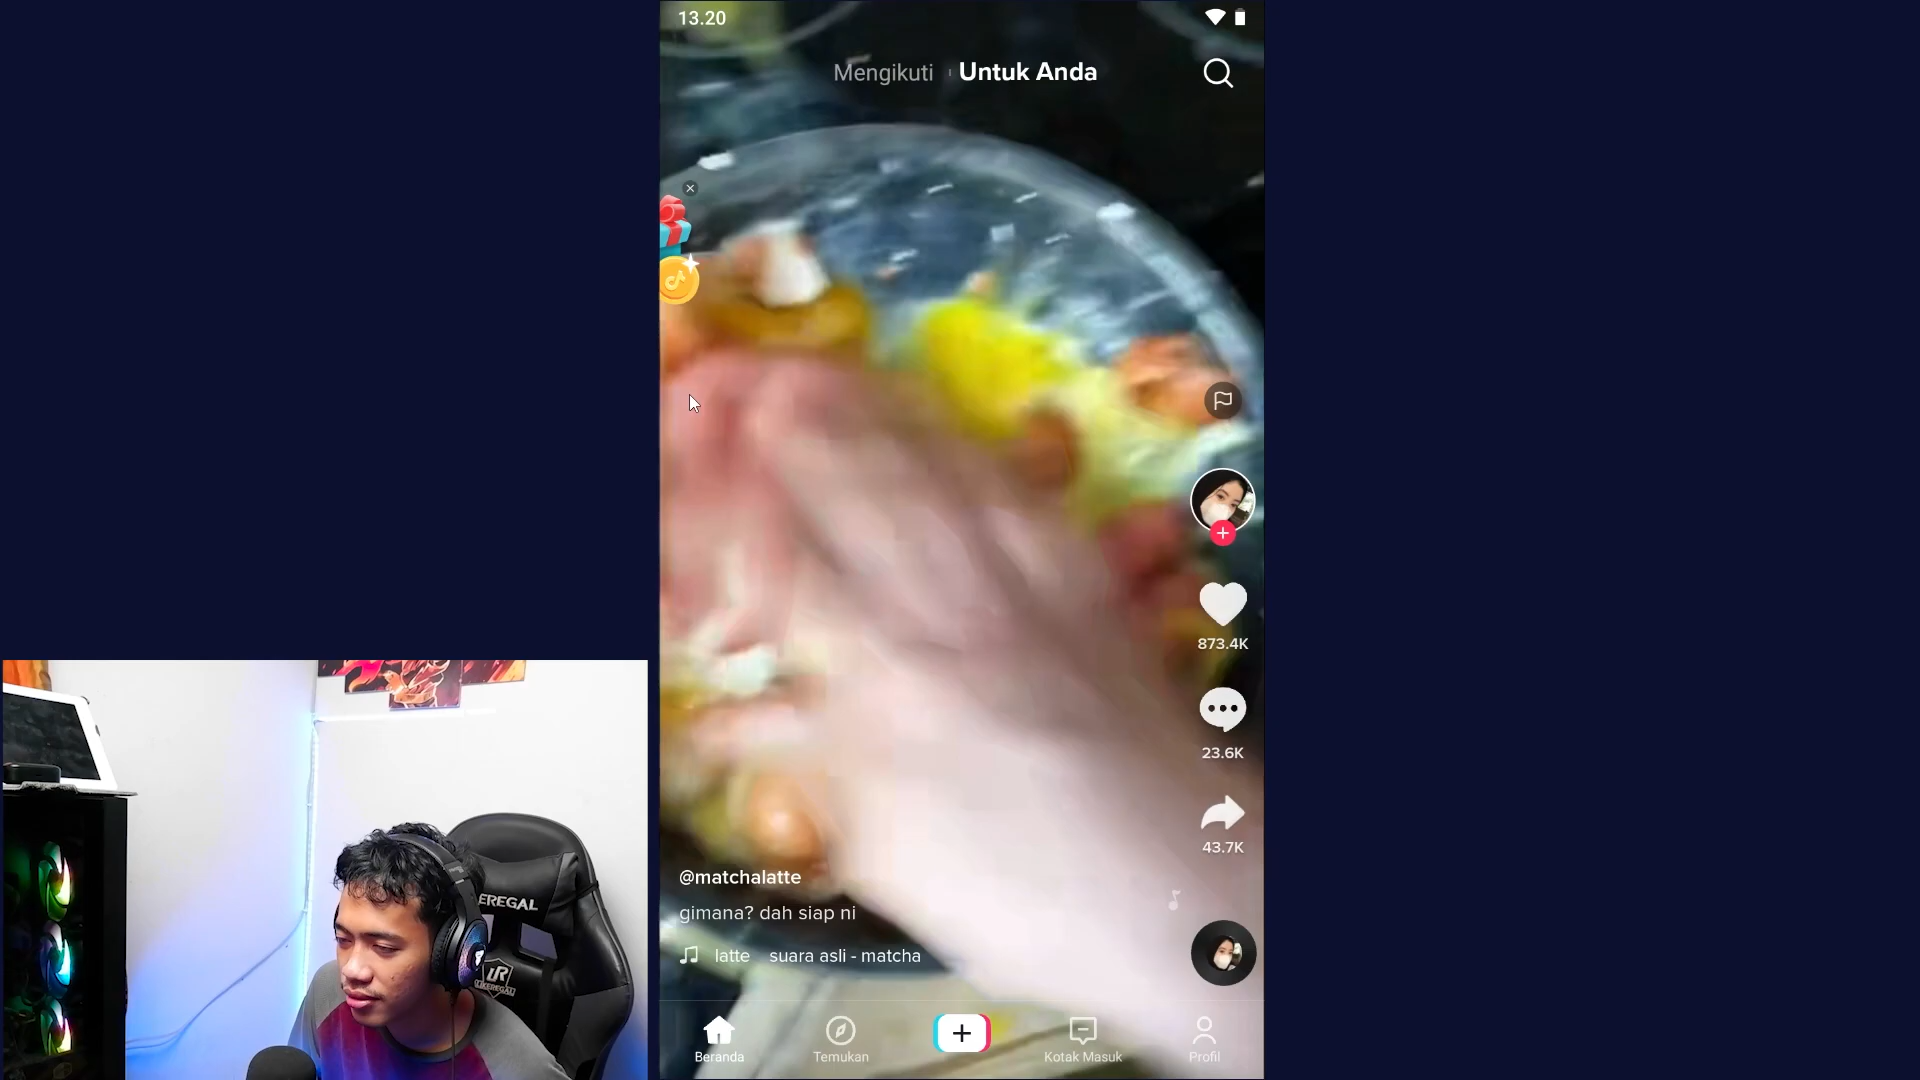 13.20
Mengikuti
Untuk Anda
873.4K
23.6K
43.7K
@matchalatte
gimana? dah siap ni
latte suara asli - matcha
Beranda
Temukan
Kotak Masuk
Profil
EREGAL
LIKEREGAL